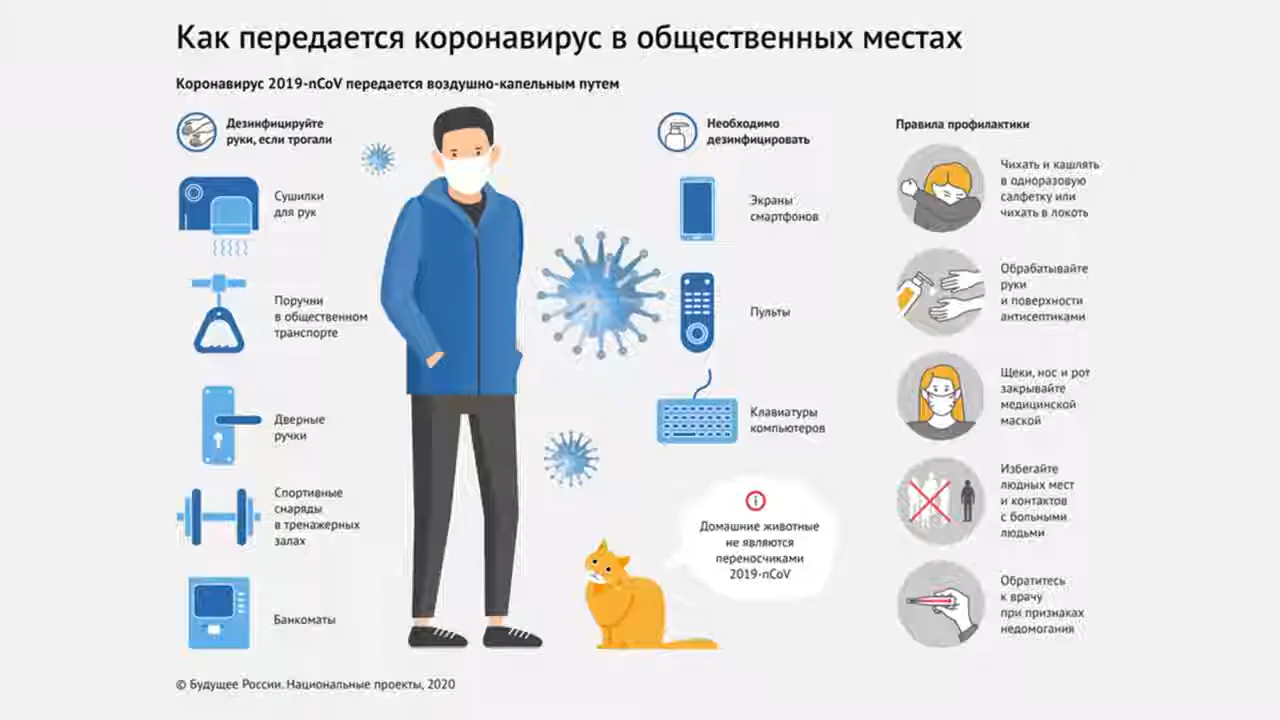 Как передается коронавирус в общественных местах
Коронавирус 2019-nCoV передается воздушно-капельным путем
Дезинфицируйте
руки, если трогали
Сушилки
для рук
Поручни
в общественном
транспорте
Дверные
ручки
Спортивные
снаряды
в тренажерных
залах
Банкоматы
Необходимо
дезинфицировать
Экраны
смартфонов
Пульты
Клавиатуры
компьютеров
Домашние животные
не являются
переносчиками
2019-nCoV
Правила профилактики
Чихать и кашлять
в одноразовую
салфетку или
чихать в локоть
Обрабатывайте
руки
и поверхности
антисептиками
Щеки, нос и рот
закрывайте
медицинской
маской
Избегайте
людных мест
и контактов
с больными
людьми
Обратитесь
к врачу
при признаках
недомогания
© Будущее России. Национальные проекты, 2020